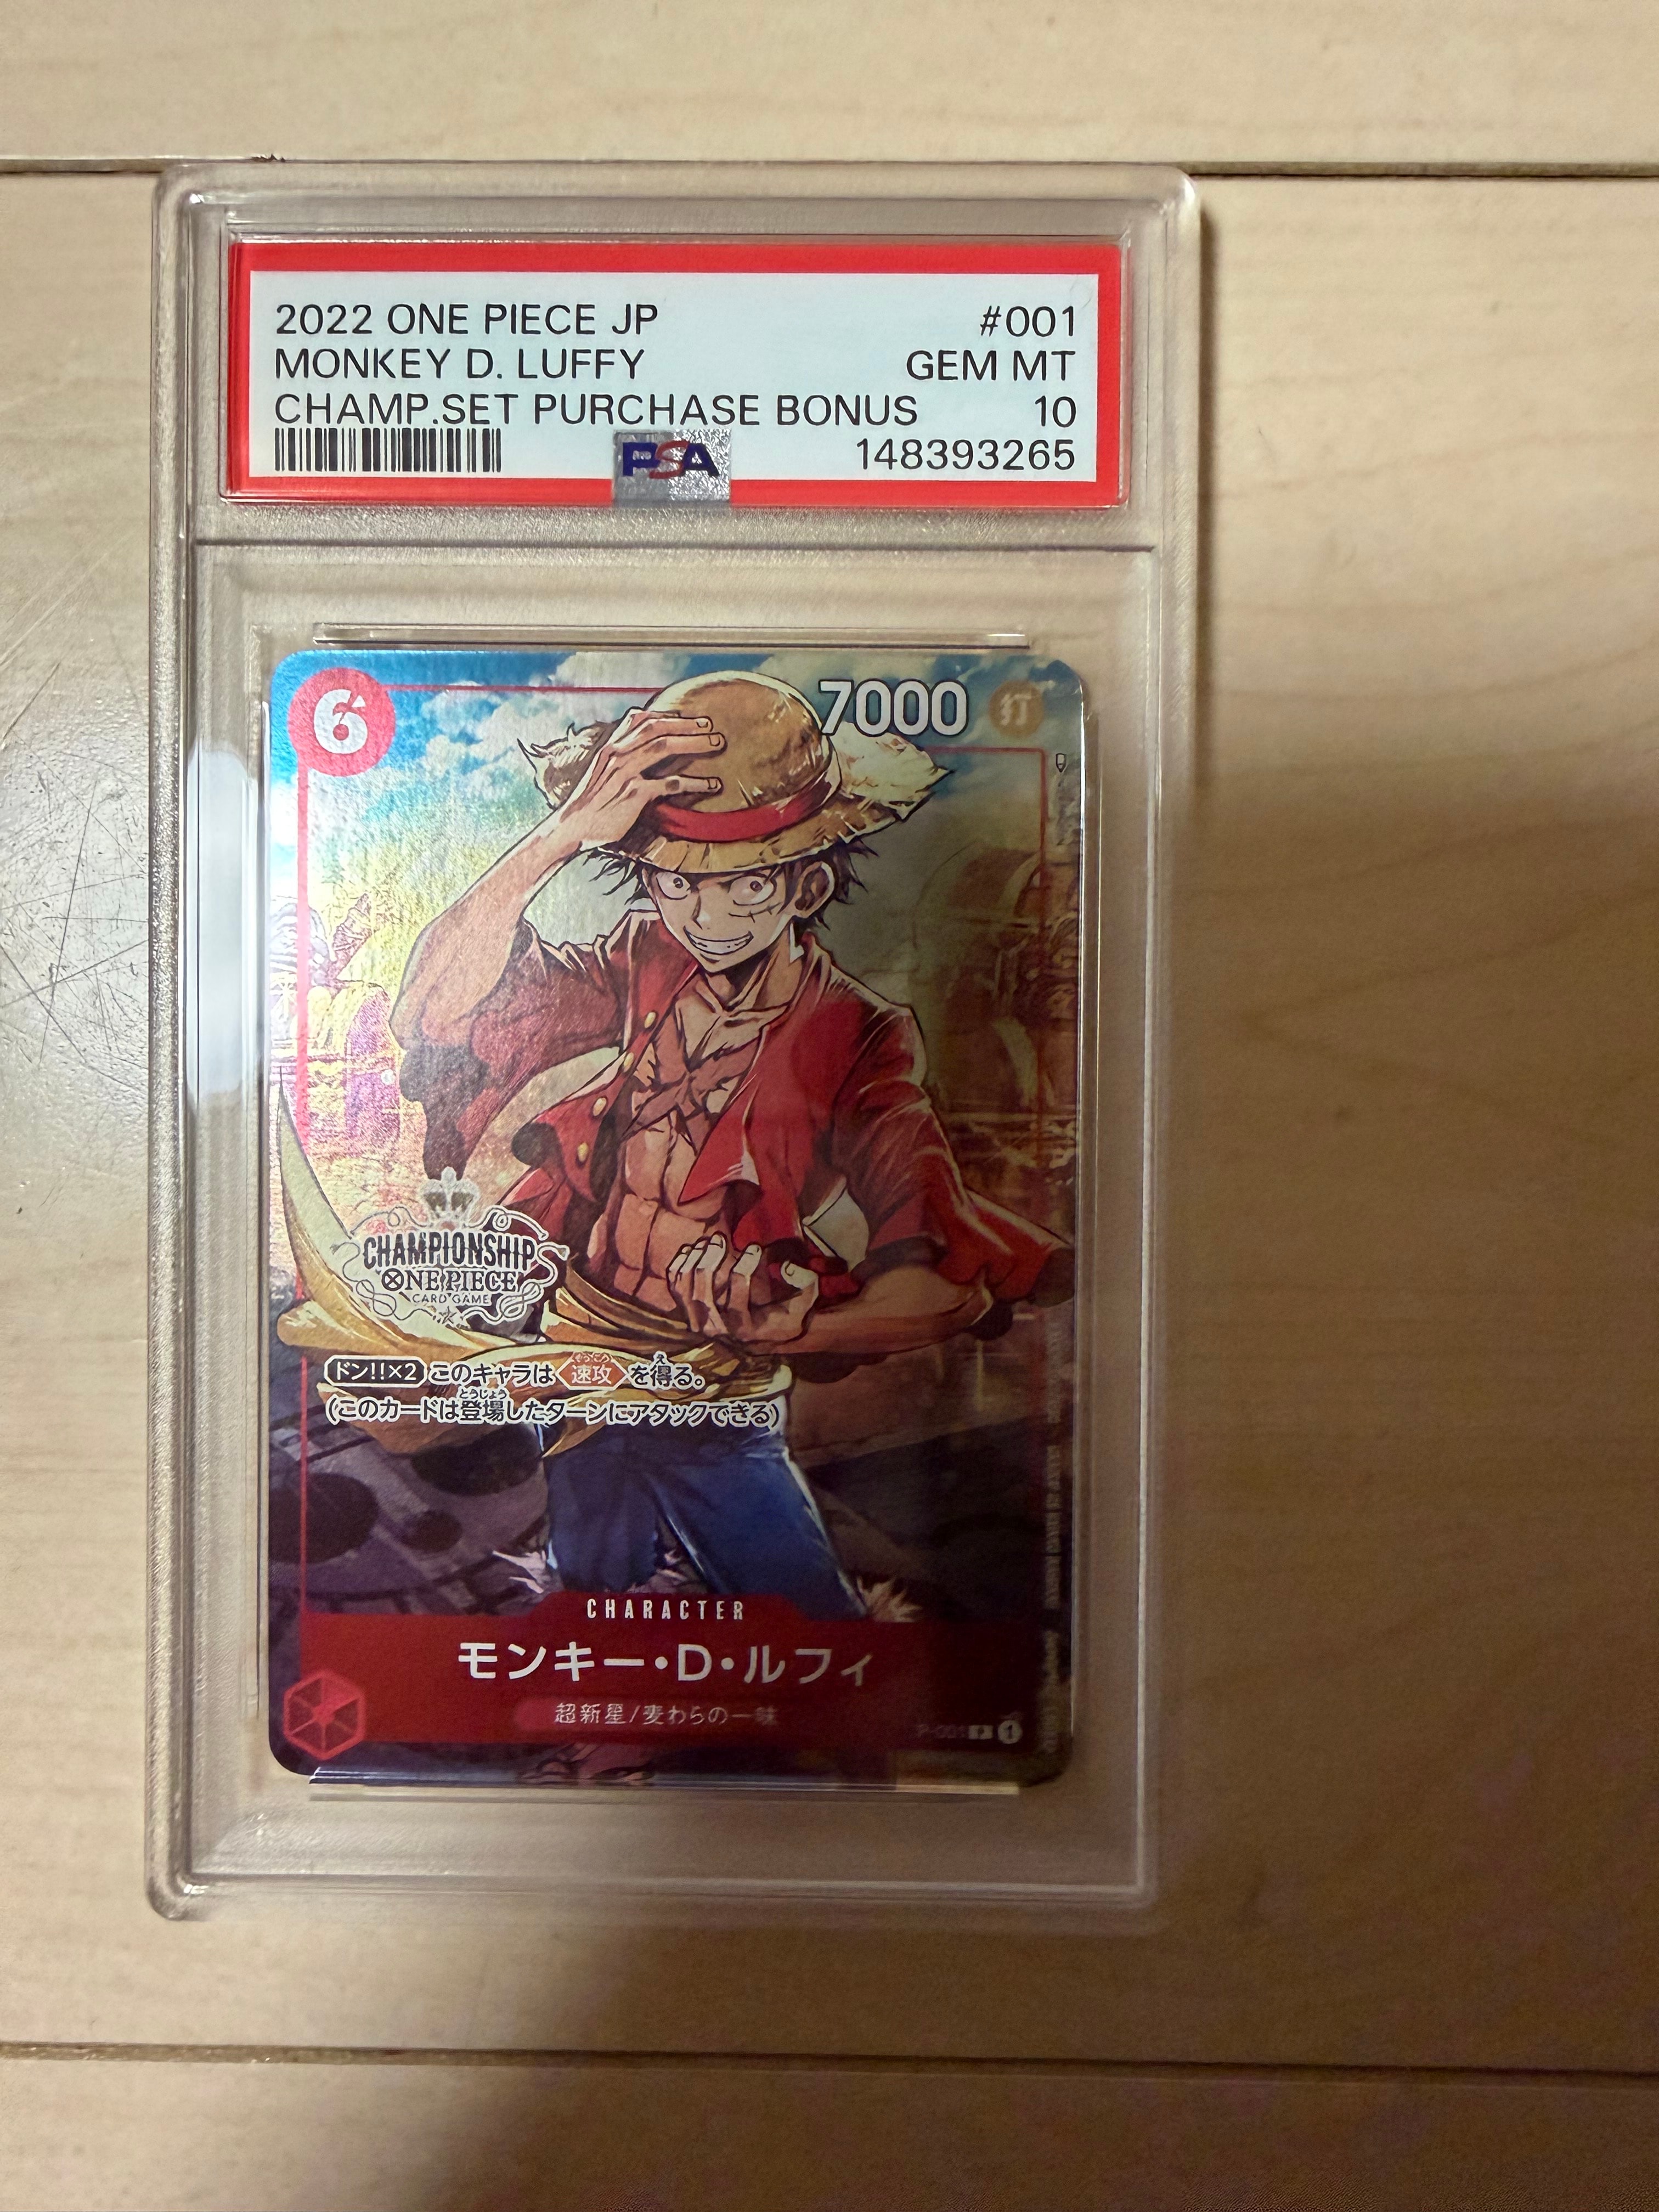 2022 ONE PIECE JP #001
MONKEY D. LUFFY GEM MT
CHAMP.SET PURCHASE BONUS 10
PSA 148393265
6 7000 打
CHAMPIONSHIP
ONE PIECE
CARD GAME
ドン!!×2 このキャラは 速攻 を得る。
(このカードは登場したターンにアタックできる)
CHARACTER
モンキー・D・ルフィ
超新星/麦わらの一味
P-001 P 1